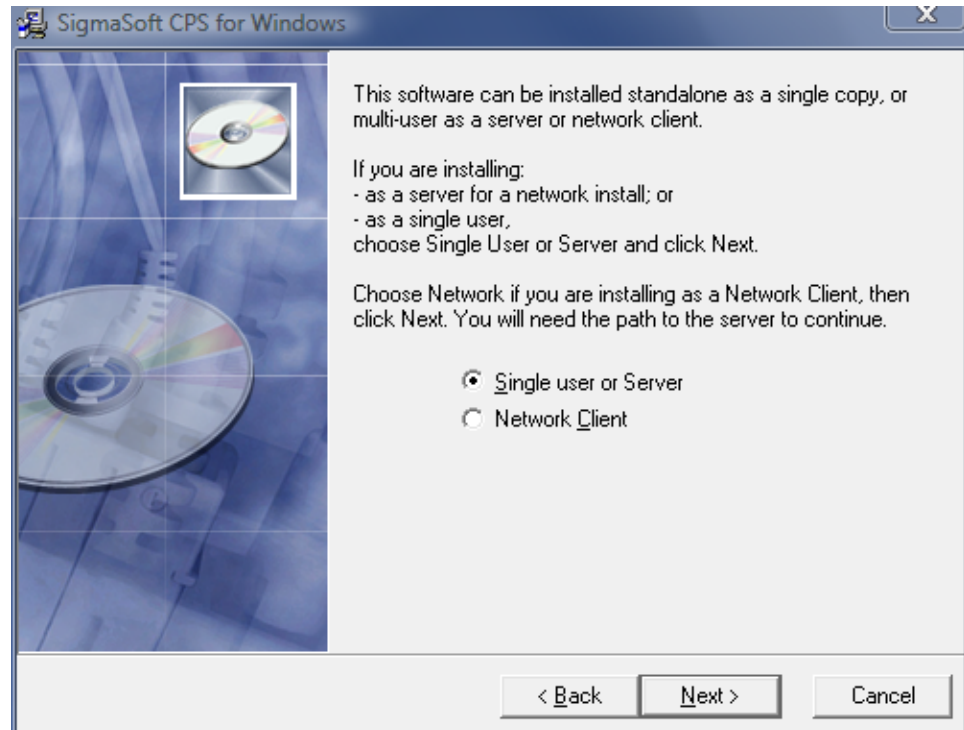 SigmaSoft CPS for Windows
This software can be installed standalone as a single copy, or
multi-user as a server or network client.
If you are installing:
- as a server for a network install; or
- as a single user,
choose Single User or Server and click Next.
Choose Network if you are installing as a Network Client, then
click Next. You will need the path to the server to continue.
Single user or Server
Network Client
< Back Next > Cancel